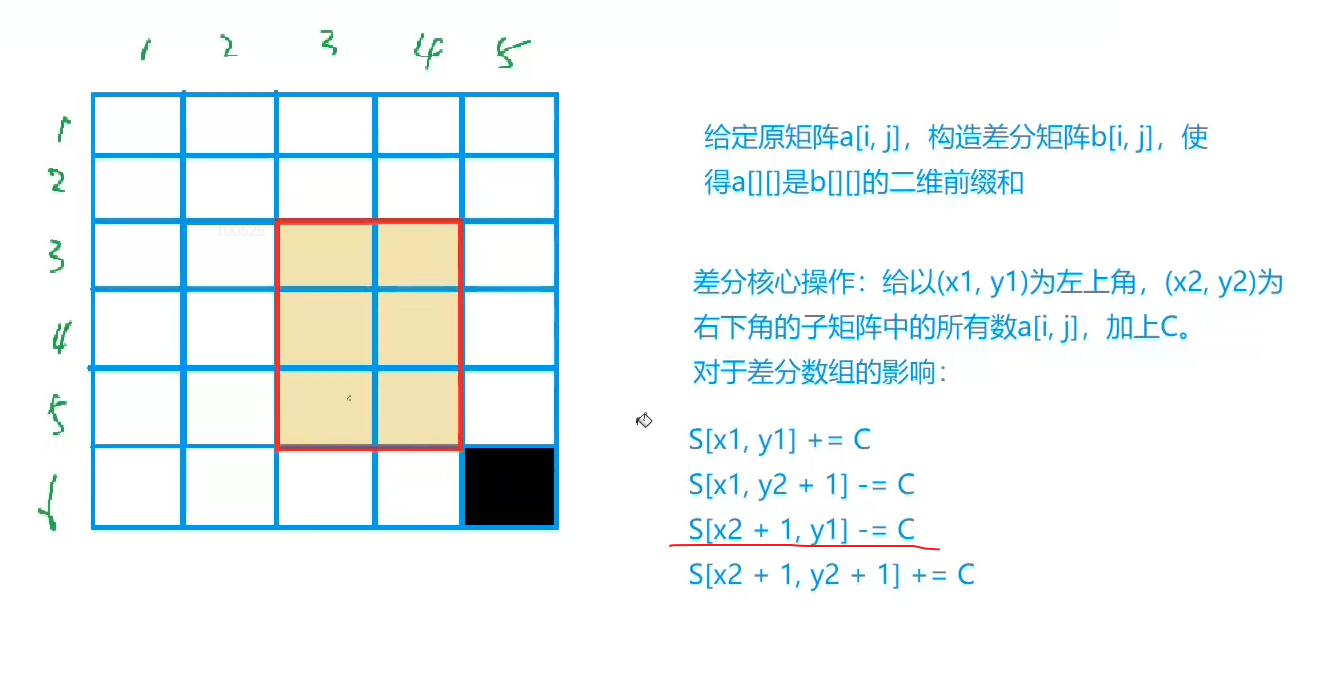 1 2 3 4 5
1
2
3
4
5
100525
给定原矩阵a[i, j]，构造差分矩阵b[i, j]，使
得a[][]是b[][]的二维前缀和
差分核心操作：给以(x1, y1)为左上角，(x2, y2)为
右下角的子矩阵中的所有数a[i, j]，加上C。
对于差分数组的影响：
S[x1, y1] += C
S[x1, y2 + 1] -= C
S[x2 + 1, y1] -= C
S[x2 + 1, y2 + 1] += C